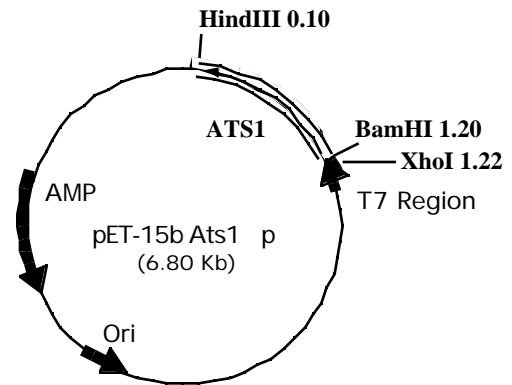 HindIII 0.10
ATS1
BamHI 1.20
XhoI 1.22
T7 Region
AMP
pET-15b Ats1 p
(6.80 Kb)
Ori